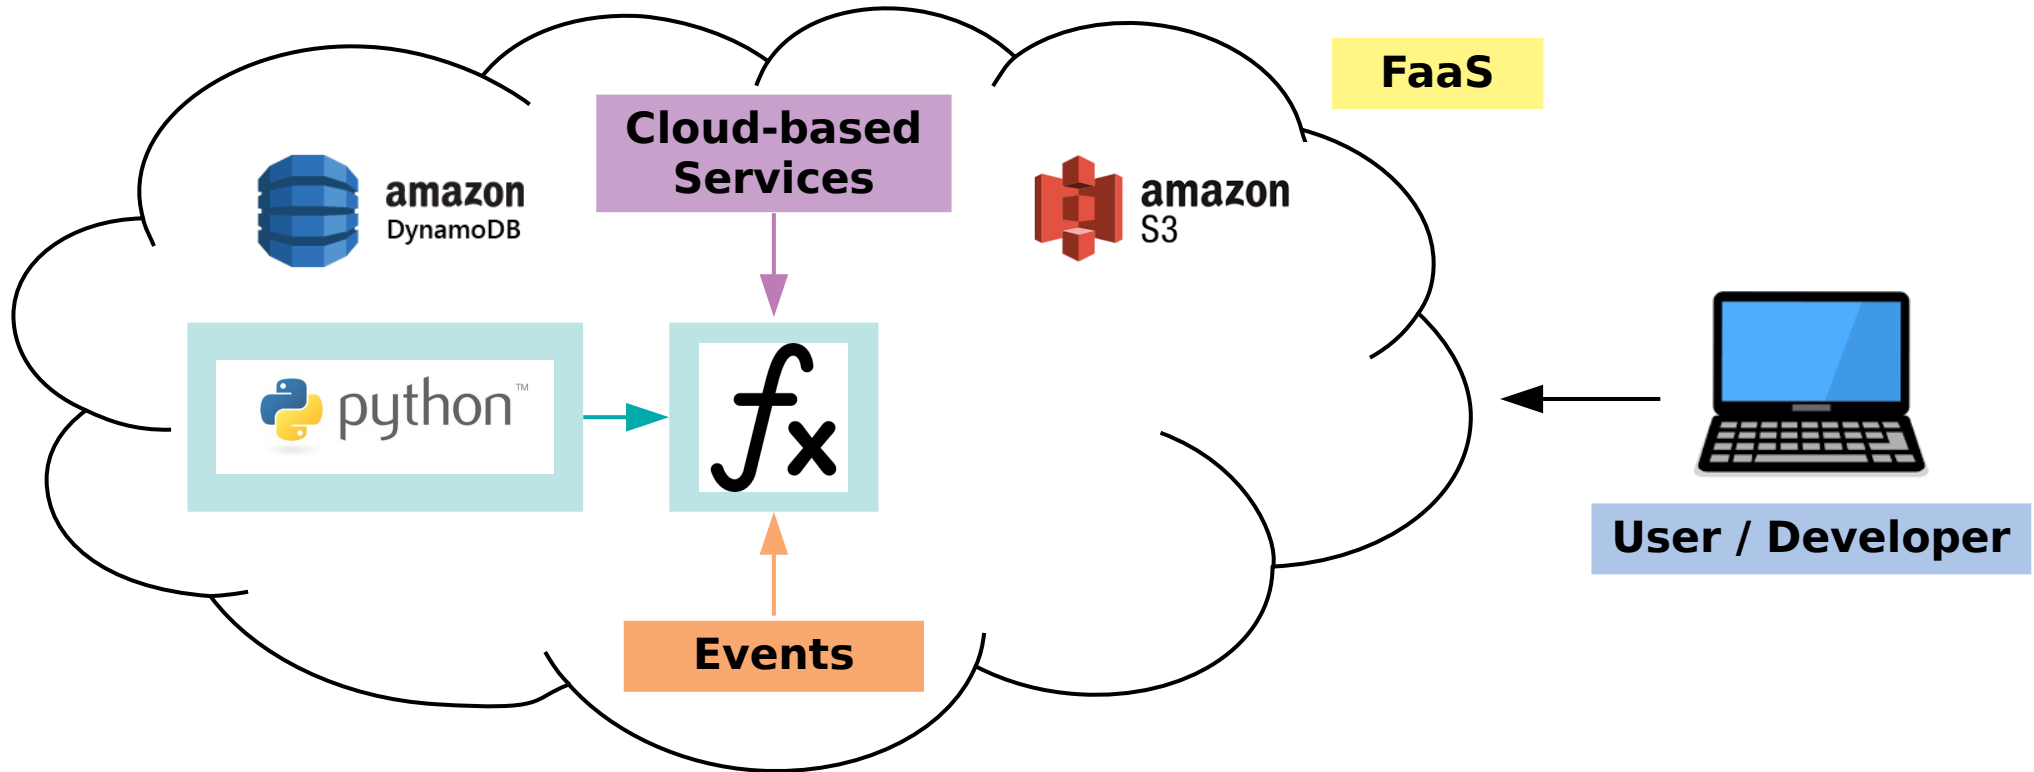 FaaS
Cloud-based
Services
amazon
DynamoDB
amazon
S3
python™
fx
Events
User / Developer